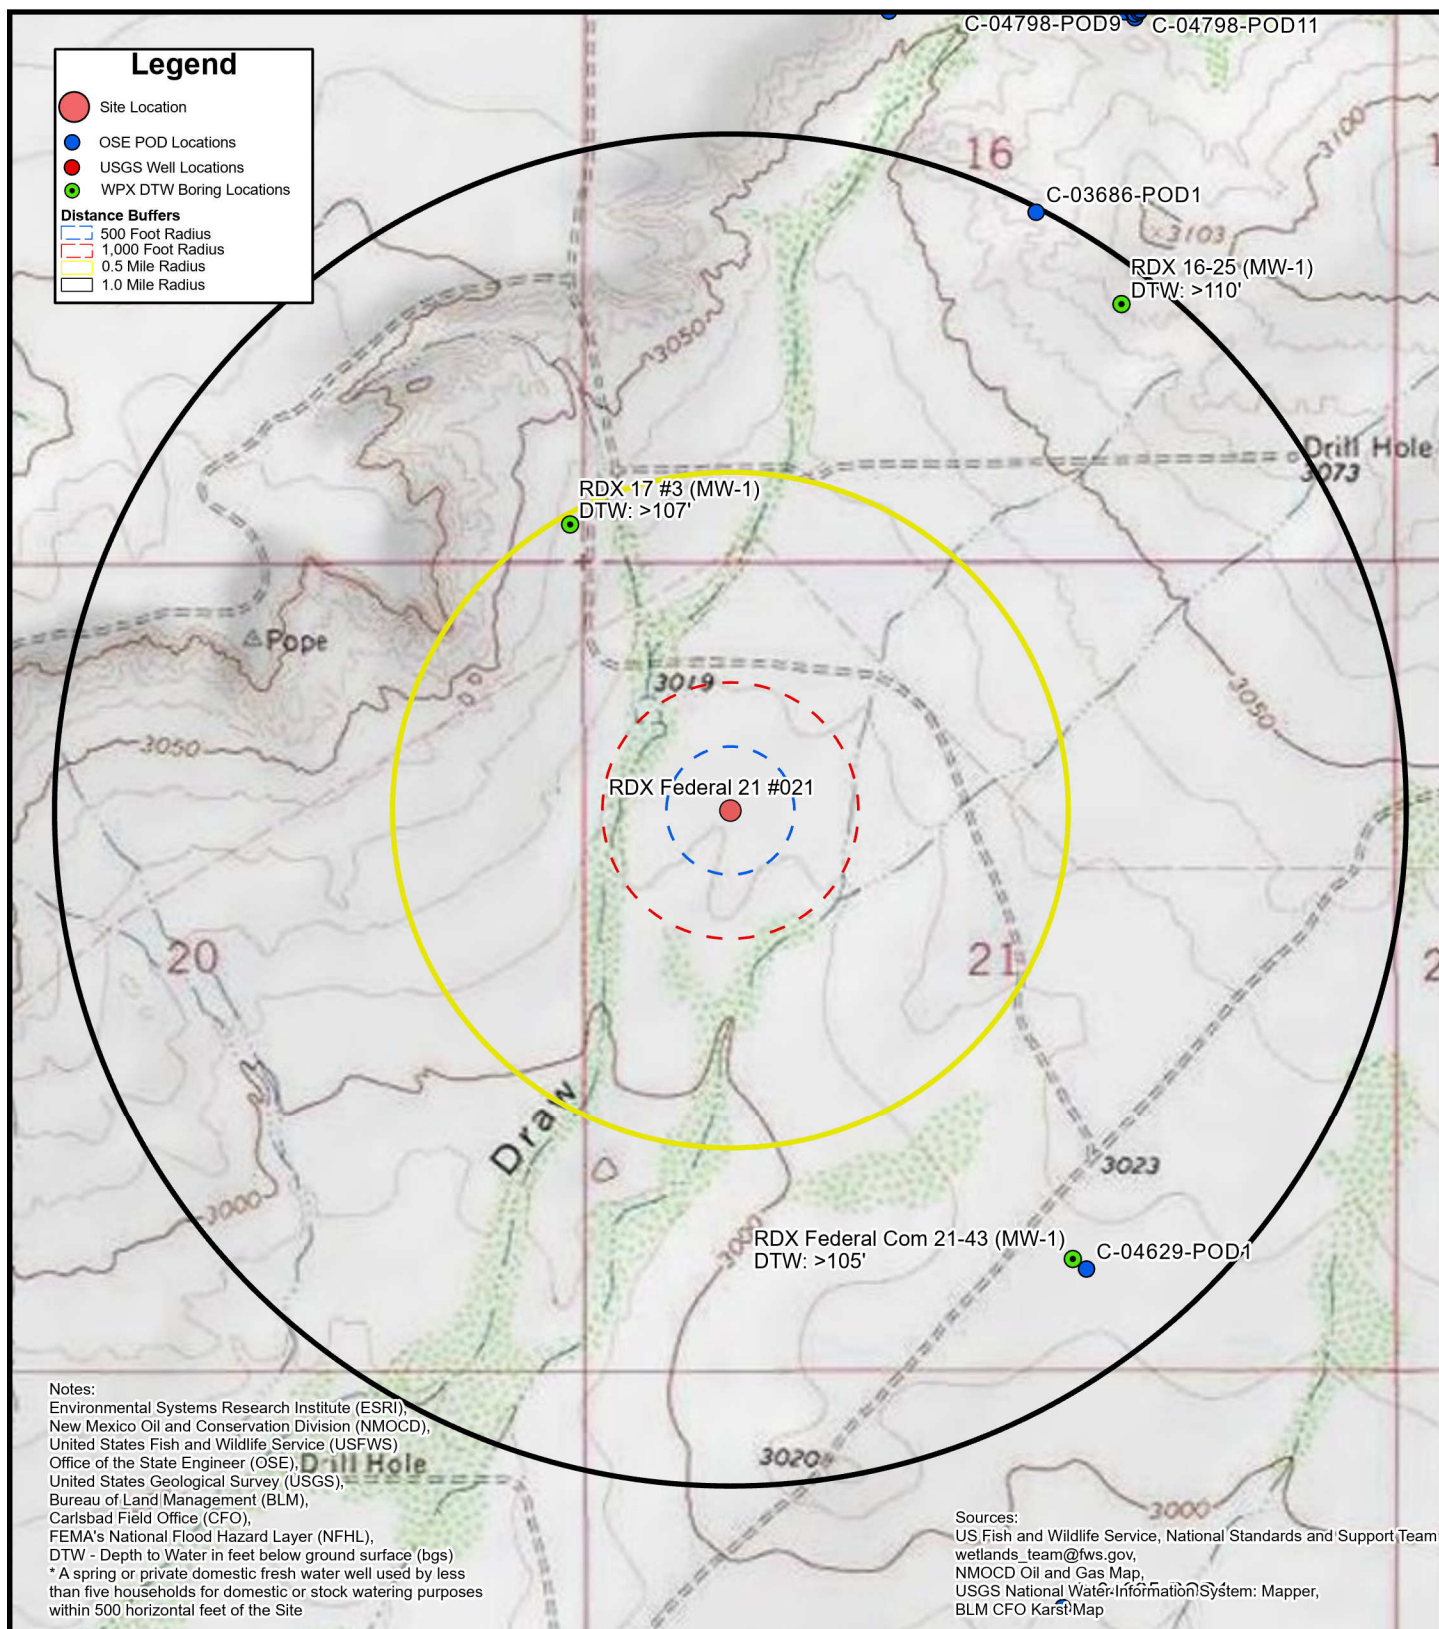 C-04798-POD9
C-04798-POD11
Legend
Site Location
OSE POD Locations
USGS Well Locations
WPX DTW Boring Locations
Distance Buffers
500 Foot Radius
1,000 Foot Radius
0.5 Mile Radius
1.0 Mile Radius
16
3100
C-03686-POD1
3103
RDX 16-25 (MW-1)
DTW: >110'
3050
Drill Hole
3073
RDX 17 #3 (MW-1)
DTW: >107'
Pope
3019
3050
3050
RDX Federal 21 #021
20
21
2
Draw
3023
3000
3000
RDX Federal Com 21-43 (MW-1)
DTW: >105'
C-04629-POD1
Notes:
Environmental Systems Research Institute (ESRI),
New Mexico Oil and Conservation Division (NMOCD),
United States Fish and Wildlife Service (USFWS)
Office of the State Engineer (OSE),
United States Geological Survey (USGS),
Bureau of Land Management (BLM),
Carlsbad Field Office (CFO),
FEMA's National Flood Hazard Layer (NFHL),
DTW - Depth to Water in feet below ground surface (bgs)
* A spring or private domestic fresh water well used by less
than five households for domestic or stock watering purposes
within 500 horizontal feet of the Site
Drill Hole
3020
3000
Sources:
US Fish and Wildlife Service, National Standards and Support Team
wetlands_team@fws.gov,
NMOCD Oil and Gas Map,
USGS National Water Information System: Mapper,
BLM CFO Karst Map